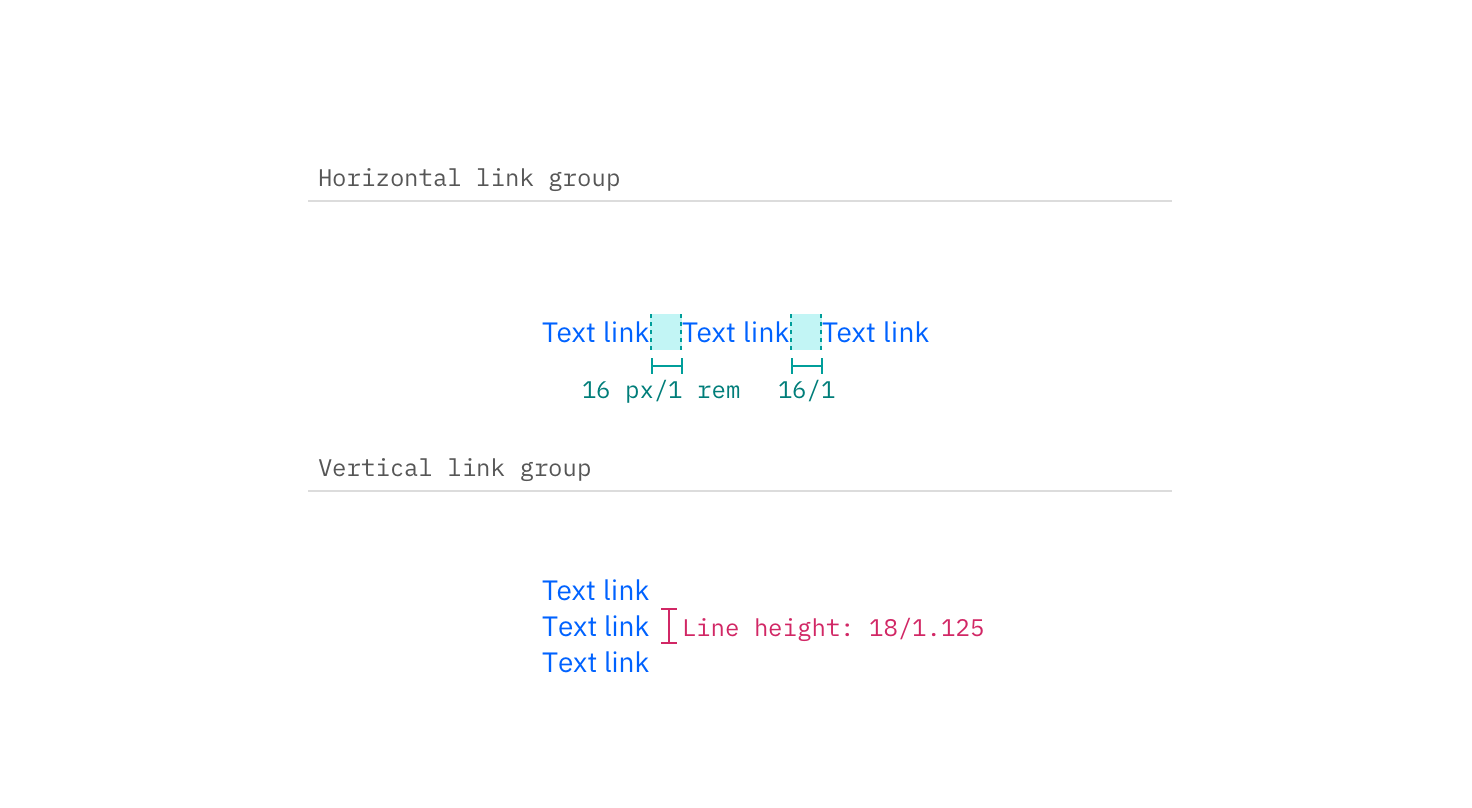 Horizontal link group
Text link Text link Text link
16 px/1 rem 16/1
Vertical link group
Text link
Text link Line height: 18/1.125
Text link